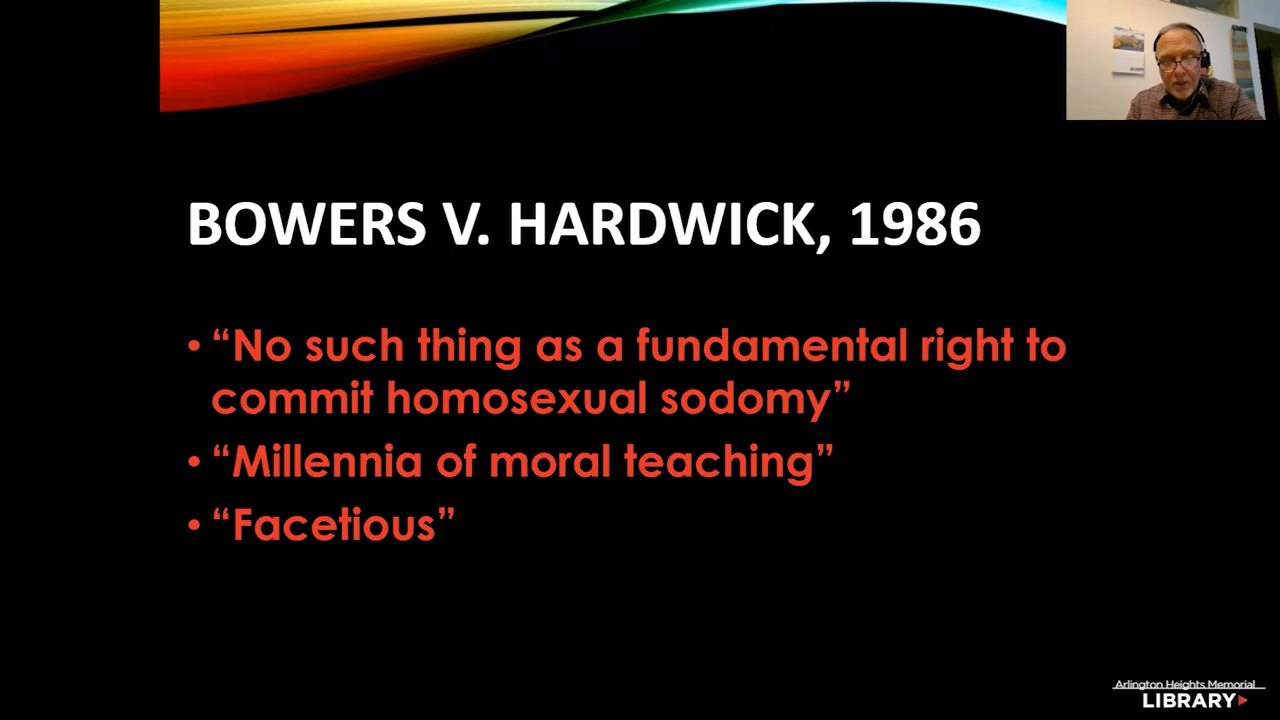 BOWERS V. HARDWICK, 1986
• “No such thing as a fundamental right to
commit homosexual sodomy”
• “Millennia of moral teaching”
• “Facetious”
Arlington Heights Memorial
LIBRARY